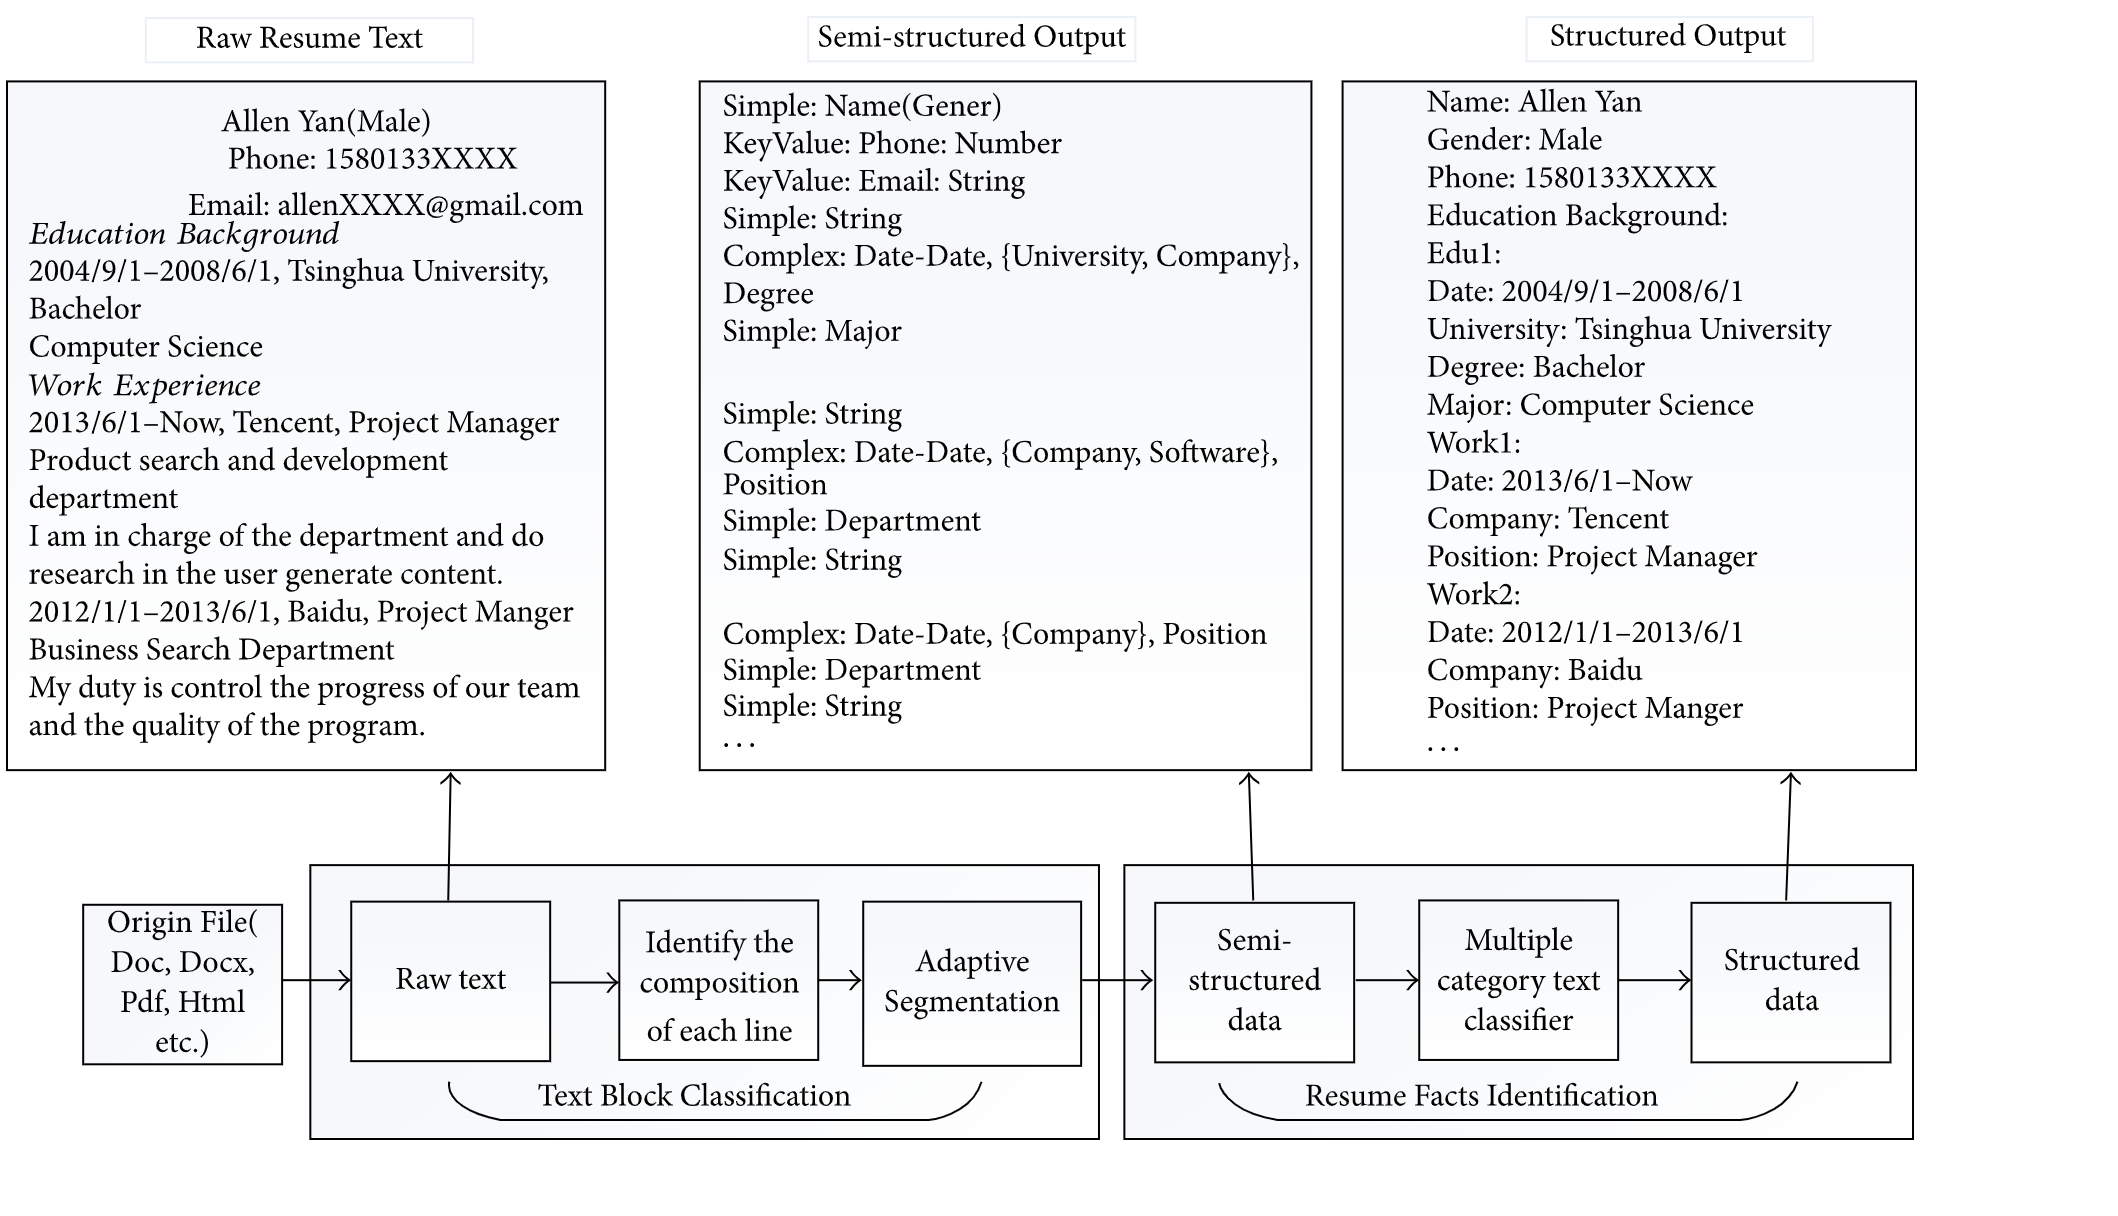 Raw Resume Text
Allen Yan(Male)
Phone: 1580133XXXX
Email: allenXXXX@gmail.com
Education Background
2004/9/1–2008/6/1, Tsinghua University,
Bachelor
Computer Science
Work Experience
2013/6/1–Now, Tencent, Project Manager
Product search and development
department
I am in charge of the department and do
research in the user generate content.
2012/1/1–2013/6/1, Baidu, Project Manger
Business Search Department
My duty is control the progress of our team
and the quality of the program.
Semi-structured Output
Simple: Name(Gener)
KeyValue: Phone: Number
KeyValue: Email: String
Simple: String
Complex: Date-Date, {University, Company},
Degree
Simple: Major
Simple: String
Complex: Date-Date, {Company, Software},
Position
Simple: Department
Simple: String
Complex: Date-Date, {Company}, Position
Simple: Department
Simple: String
...
Structured Output
Name: Allen Yan
Gender: Male
Phone: 1580133XXXX
Education Background:
Edu1:
Date: 2004/9/1–2008/6/1
University: Tsinghua University
Degree: Bachelor
Major: Computer Science
Work1:
Date: 2013/6/1–Now
Company: Tencent
Position: Project Manager
Work2:
Date: 2012/1/1–2013/6/1
Company: Baidu
Position: Project Manger
...
Origin File(
Doc, Docx,
Pdf, Html
etc.)
Raw text
Identify the
composition
of each line
Adaptive
Segmentation
Text Block Classification
Semi-
structured
data
Multiple
category text
classifier
Structured
data
Resume Facts Identification